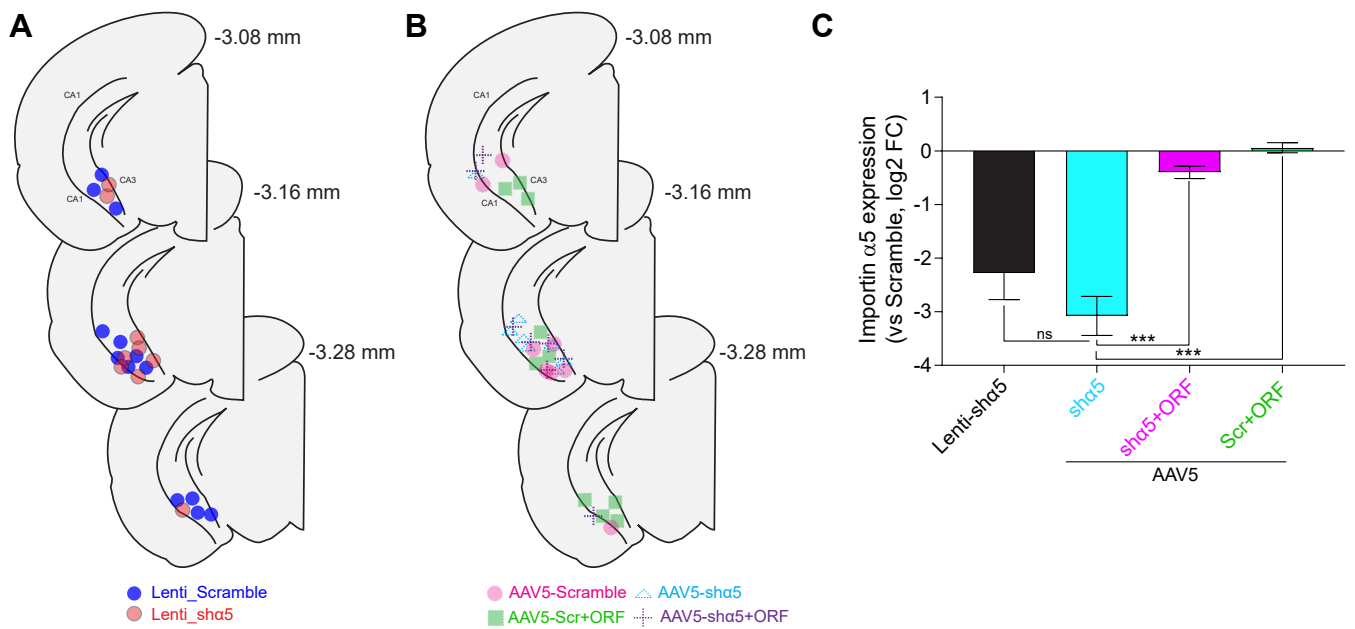 A
-3.08 mm
CA1
CA3
CA1
-3.16 mm
-3.28 mm
Lenti_Scramble
Lenti_shα5
B
-3.08 mm
CA1
CA3
CA1
-3.16 mm
-3.28 mm
AAV5-Scramble
AAV5-shα5
AAV5-Scr+ORF
AAV5-shα5+ORF
C
Importin α5 expression
(vs Scramble, log2 FC)
1
0
-1
-2
-3
-4
ns
***
***
Lenti-shα5
shα5
shα5+ORF
Scr+ORF
AAV5